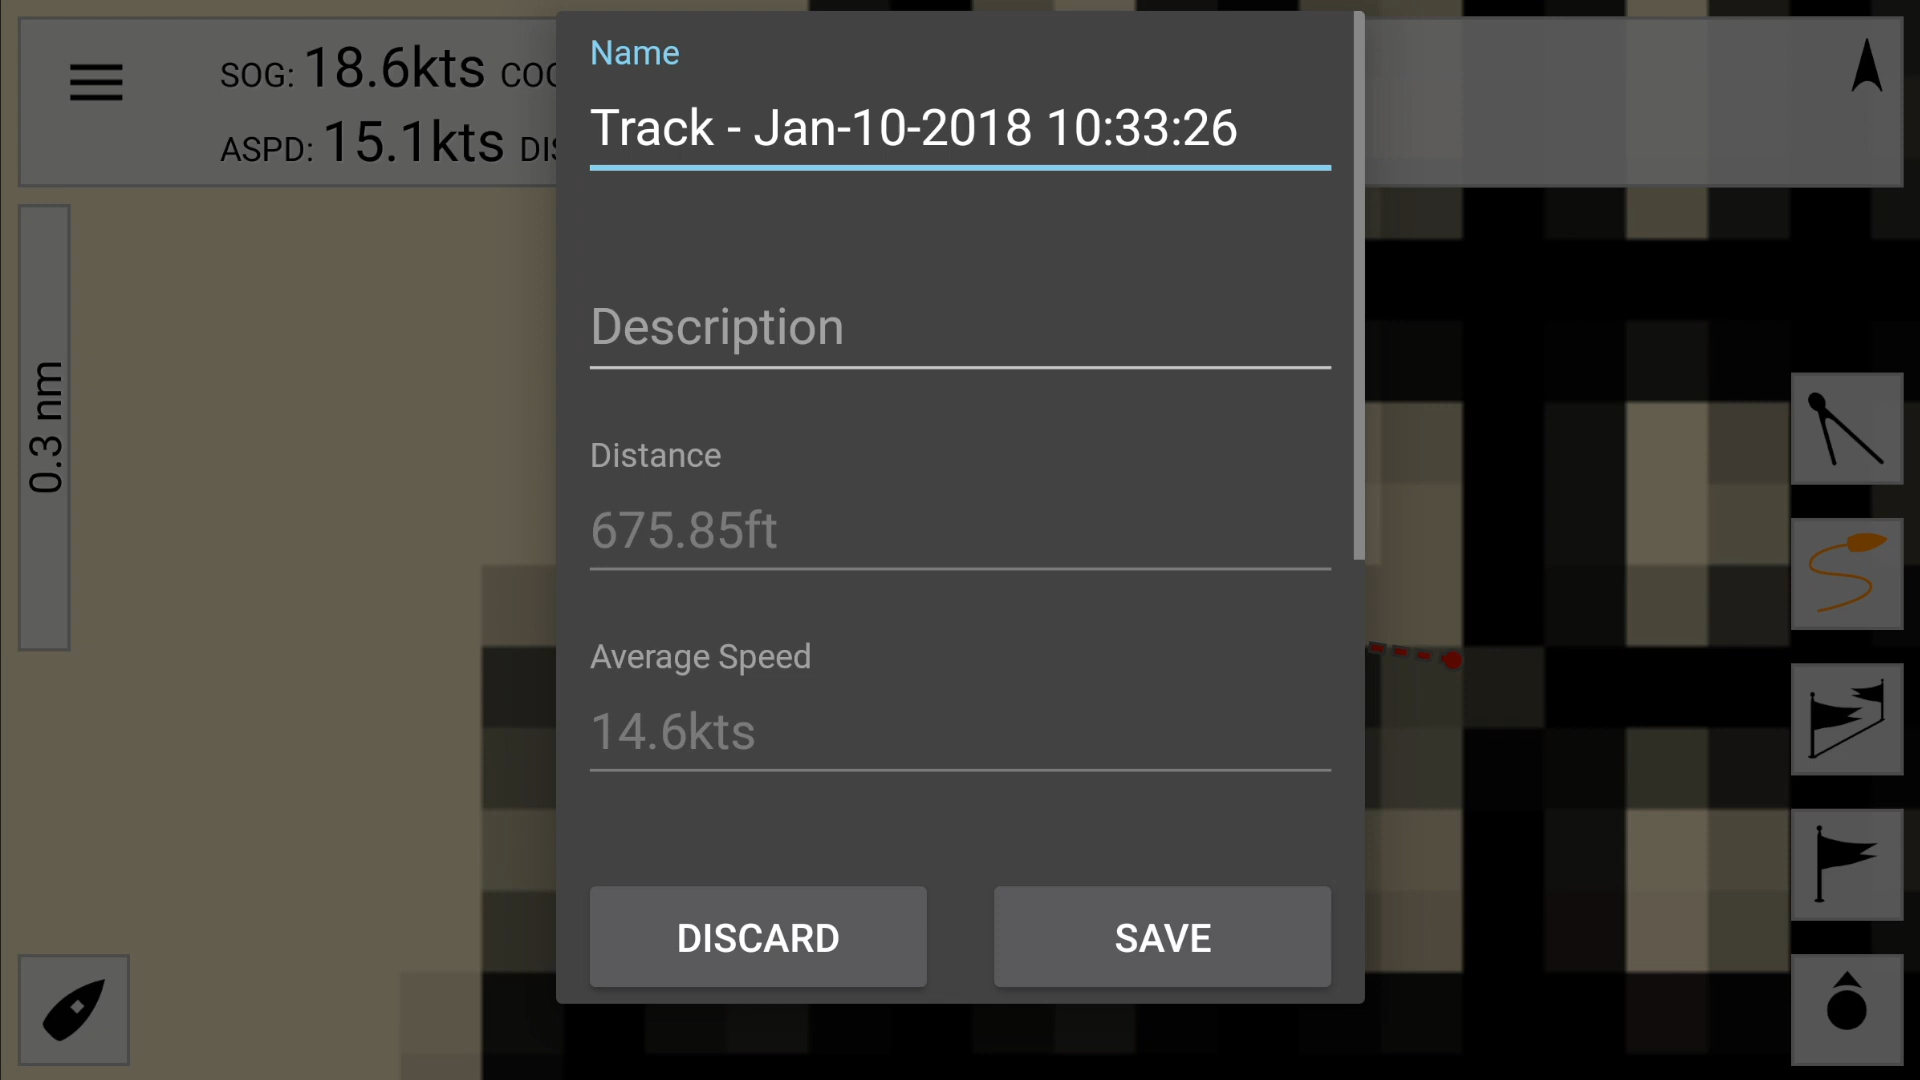 SOG: 18.6kts
ASPD: 15.1kts
0.3 nm
Name
Track - Jan-10-2018 10:33:26
Description
Distance
675.85ft
Average Speed
14.6kts
DISCARD
SAVE